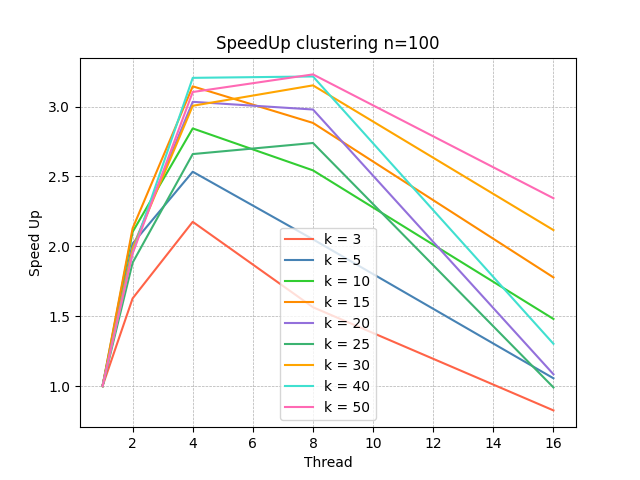 SpeedUp clustering n=100
Speed Up
3.0
2.5
2.0
1.5
1.0
k = 3
k = 5
k = 10
k = 15
k = 20
k = 25
k = 30
k = 40
k = 50
2 4 6 8 10 12 14 16
Thread